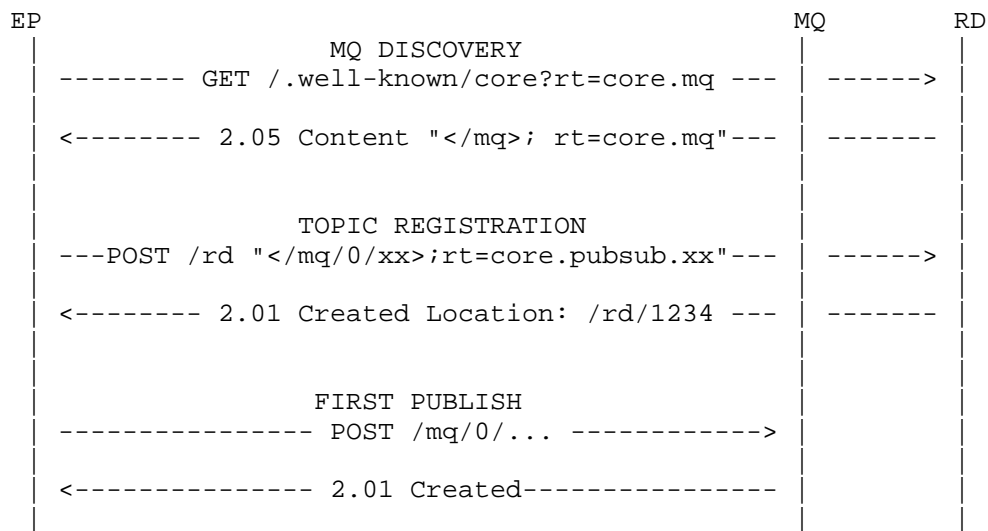 EP MQ RD
MQ DISCOVERY
-------- GET /.well-known/core?rt=core.mq --- | ------>
<-------- 2.05 Content "</mq>; rt=core.mq"--- | -------
TOPIC REGISTRATION
---POST /rd "</mq/0/xx>;rt=core.pubsub.xx"--- | ------>
<-------- 2.01 Created Location: /rd/1234 --- | -------
FIRST PUBLISH
---------------- POST /mq/0/... ------------>
<--------------- 2.01 Created----------------